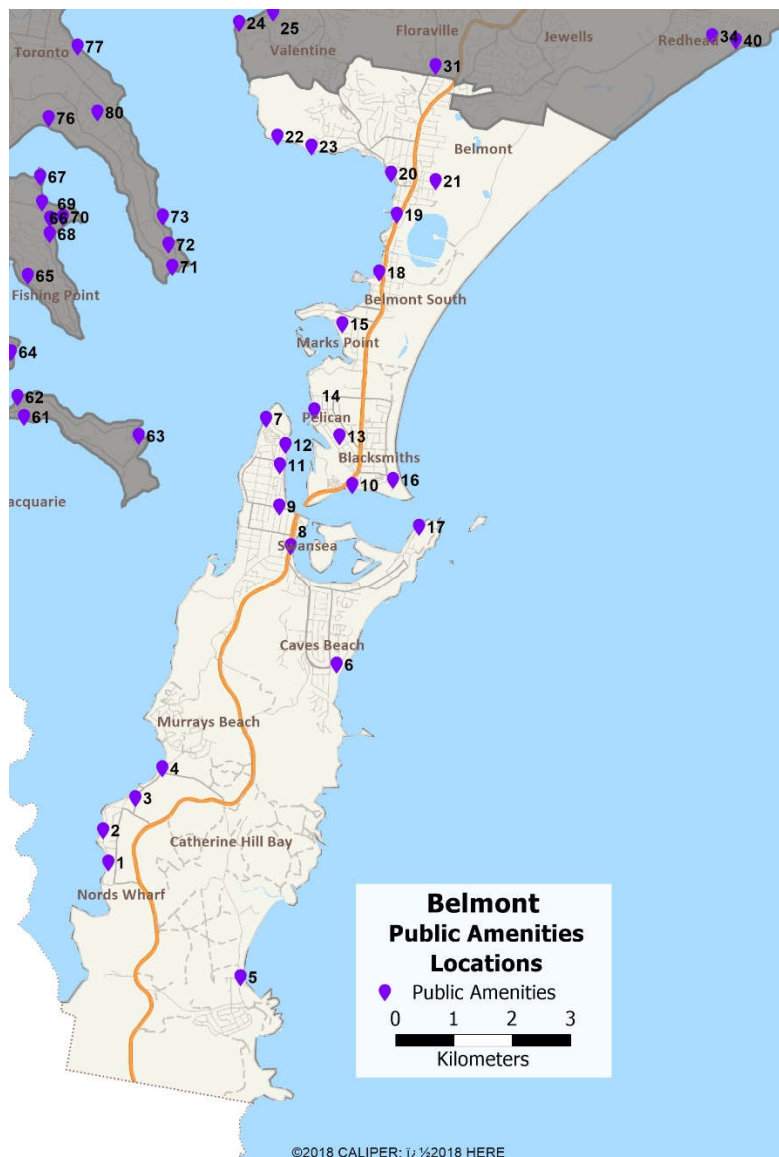 24
25
Floraville
Valentine
Toronto
77
Jewells
Redhead
34
40
31
76
80
22
23
Belmont
67
20
21
69
66
70
68
73
19
72
71
18
65
Fishing Point
Belmont South
15
Marks Point
64
62
61
63
14
7
Pelican
13
12
Blacksmiths
11
10
16
acquarie
9
17
8
Swansea
Caves Beach
6
Murrays Beach
4
3
2
Catherine Hill Bay
1
Nords Wharf
5
Belmont
Public Amenities
Locations
Public Amenities
0 1 2 3
Kilometers
©2018 CALIPER; ï¿½2018 HERE